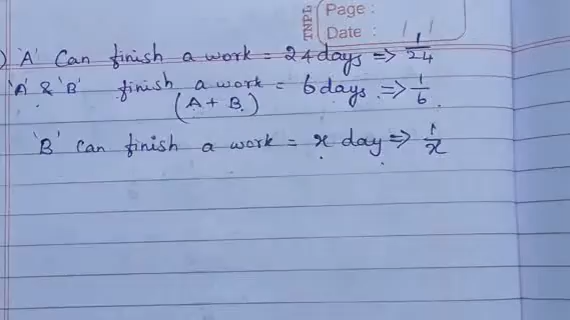 TNPL
Page :
Date :
) 'A' Can finish a work = 24 days => 1/24
'A' & 'B' finish a work = 6 days => 1/6
(A + B)
'B' Can finish a work = x day => 1/x